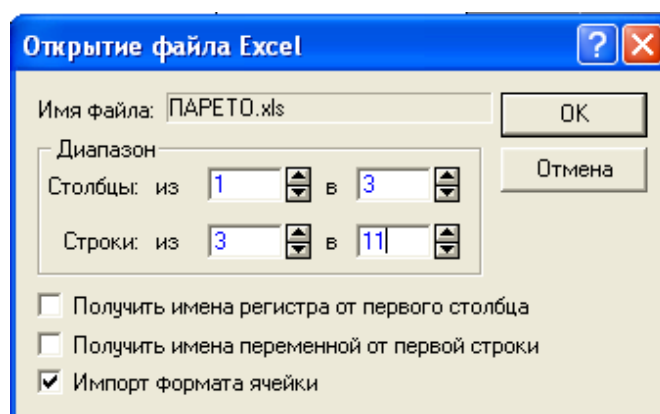 Открытие файла Excel
Имя файла: ПАРЕТО.xls
OK
Диапазон
Отмена
Столбцы: из 1 в 3
Строки: из 3 в 11
Получить имена регистра от первого столбца
Получить имена переменной от первой строки
Импорт формата ячейки